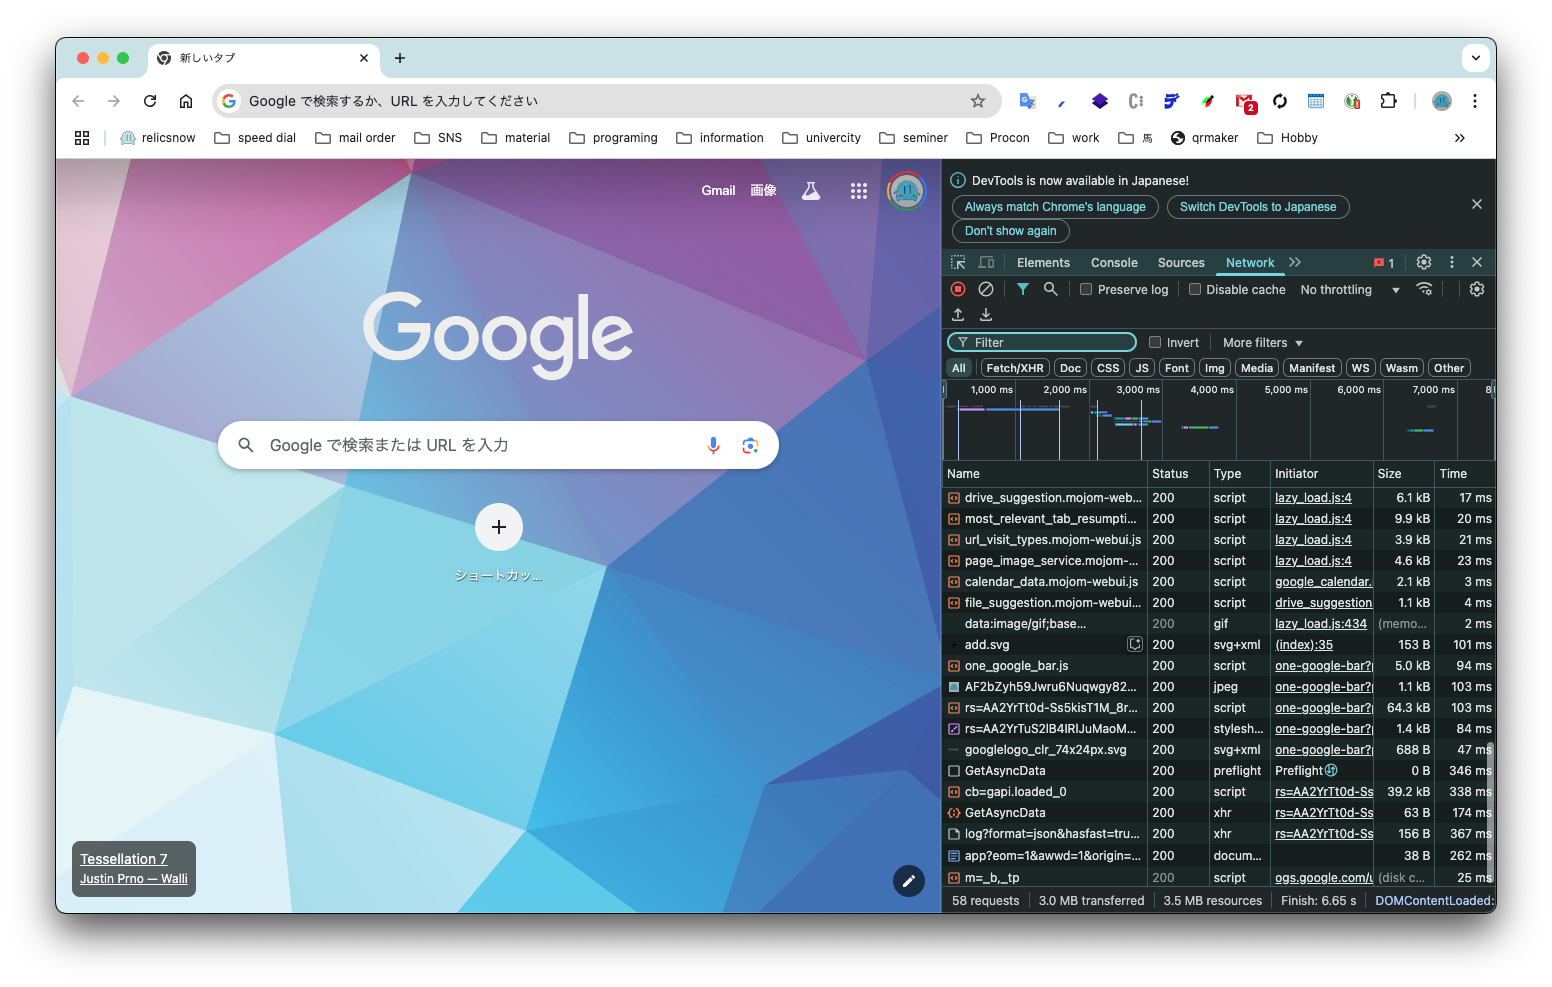 新しいタブ
Google で検索するか、URL を入力してください
2
relicsnow speed dial mail order SNS material programing information univercity seminer Procon work 馬 qrmaker Hobby
Gmail 画像
Google
Google で検索または URL を入力
ショートカッ...
Tessellation 7
Justin Prno — Walli
DevTools is now available in Japanese!
Always match Chrome's language Switch DevTools to Japanese
Don't show again
Elements Console Sources Network 1
Preserve log Disable cache No throttling
Filter Invert More filters
All Fetch/XHR Doc CSS JS Font Img Media Manifest WS Wasm Other
1,000 ms 2,000 ms 3,000 ms 4,000 ms 5,000 ms 6,000 ms 7,000 ms 8
Name Status Type Initiator Size Time
drive_suggestion.mojom-web... 200 script lazy_load.js:4 6.1 kB 17 ms
most_relevant_tab_resumpti... 200 script lazy_load.js:4 9.9 kB 20 ms
url_visit_types.mojom-webui.js 200 script lazy_load.js:4 3.9 kB 21 ms
page_image_service.mojom-... 200 script lazy_load.js:4 4.6 kB 23 ms
calendar_data.mojom-webui.js 200 script google_calendar. 2.1 kB 3 ms
file_suggestion.mojom-webui... 200 script drive_suggestion 1.1 kB 4 ms
data:image/gif;base... 200 gif lazy_load.js:434 (memo... 2 ms
add.svg 200 svg+xml (index):35 153 B 101 ms
one_google_bar.js 200 script one-google-bar? 5.0 kB 94 ms
AF2bZyh59Jwru6Nuqwgy82... 200 jpeg one-google-bar? 1.1 kB 103 ms
rs=AA2YrTt0d-Ss5kisT1M_8r... 200 script one-google-bar? 64.3 kB 103 ms
rs=AA2YrTuS2lB4IRIJuMaoM... 200 stylesh... one-google-bar? 1.4 kB 84 ms
googlelogo_clr_74x24px.svg 200 svg+xml one-google-bar? 688 B 47 ms
GetAsyncData 200 preflight Preflight 0 B 346 ms
cb=gapi.loaded_0 200 script rs=AA2YrTt0d-Ss 39.2 kB 338 ms
GetAsyncData 200 xhr rs=AA2YrTt0d-Ss 63 B 174 ms
log?format=json&hasfast=tru... 200 xhr rs=AA2YrTt0d-Ss 156 B 367 ms
app?eom=1&awwd=1&origin=... 200 docum... 38 B 262 ms
m=_b,_tp 200 script ogs.google.com/u (disk c... 25 ms
58 requests 3.0 MB transferred 3.5 MB resources Finish: 6.65 s DOMContentLoaded: